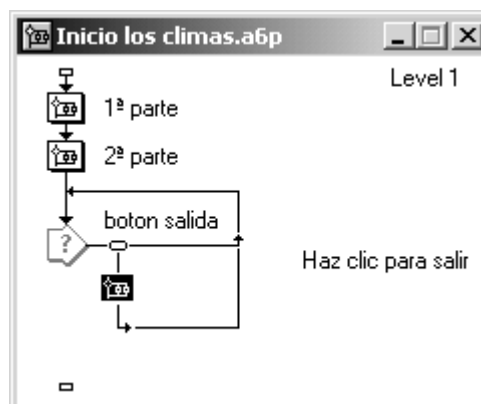 Inicio los climas.a6p
Level 1
1ª parte
2ª parte
boton salida
?
Haz clic para salir